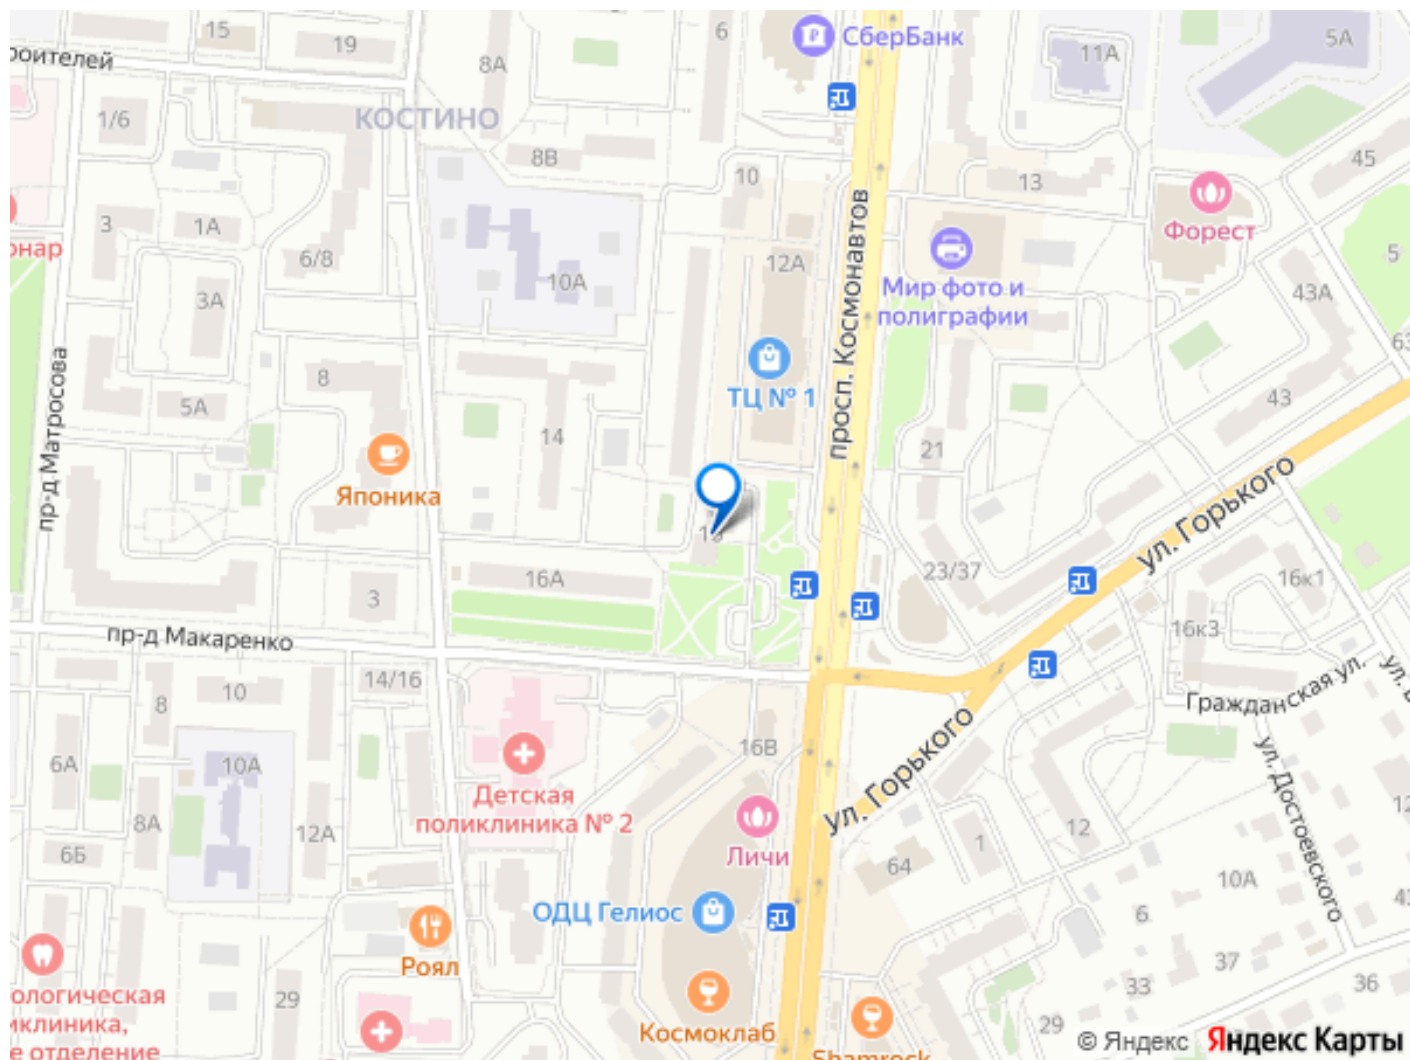 15
19
6
СберБанк
5А
роителей
8А
11А
КОСТИНО
1/6
8В
45
10
13
3
1А
онар
6/8
Форест
5
12А
10А
Мир фото и
полиграфии
43А
3А
просп. Космонавтов
63
8
ТЦ № 1
43
5А
14
21
пр-д Матросова
Японика
ул. Горького
16А
23/37
16к1
3
16к3
пр-д Макаренко
14/16
10
8
Гражданская ул.
16В
6А
10А
ул. Горького
ул. Достоевского
Детская
поликлиника № 2
8А
12А
12
1
6Б
Личи
64
10А
ОДЦ Гелиос
6
Роял
37
36
33
29
ологическая
иклиника,
е отделение
Космоклаб
29
Shamrock
© Яндекс Яндекс Карты